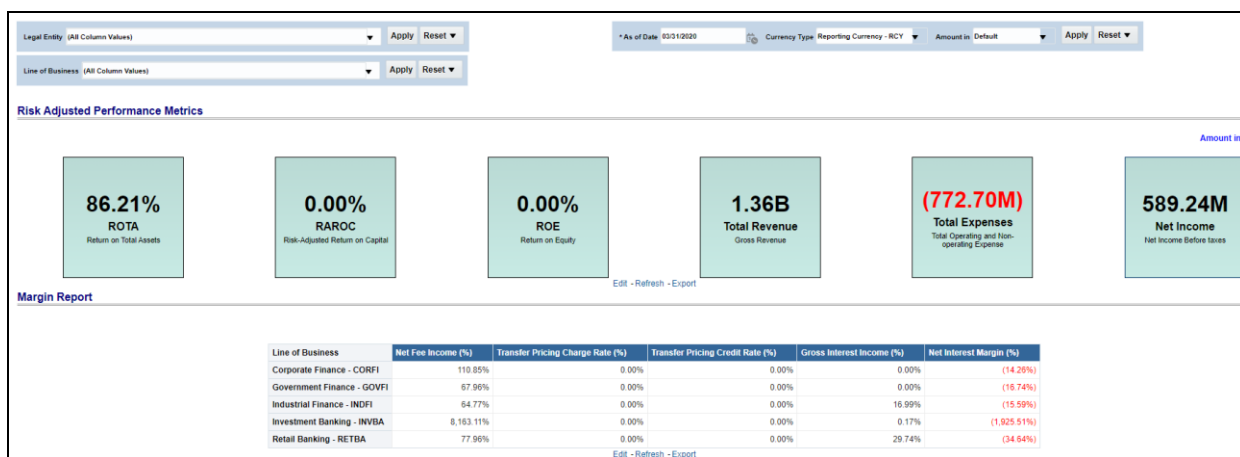 Legal Entity (All Column Values) Apply Reset
* As of Date 03/31/2020 Currency Type Reporting Currency - RCY Amount in Default Apply Reset
Line of Business (All Column Values) Apply Reset
Risk Adjusted Performance Metrics
Amount in
86.21%
ROTA
Return on Total Assets
0.00%
RAROC
Risk-Adjusted Return on Capital
0.00%
ROE
Return on Equity
1.36B
Total Revenue
Gross Revenue
(772.70M)
Total Expenses
Total Operating and Non-
operating Expense
589.24M
Net Income
Net Income Before taxes
Edit - Refresh - Export
Margin Report
Line of Business Net Fee Income (%) Transfer Pricing Charge Rate (%) Transfer Pricing Credit Rate (%) Gross Interest Income (%) Net Interest Margin (%)
Corporate Finance - CORFI 110.85% 0.00% 0.00% 0.00% (14.26%)
Government Finance - GOVFI 67.96% 0.00% 0.00% 0.00% (16.74%)
Industrial Finance - INDFI 64.77% 0.00% 0.00% 16.99% (15.59%)
Investment Banking - INVBA 8,163.11% 0.00% 0.00% 0.17% (1,925.51%)
Retail Banking - RETBA 77.96% 0.00% 0.00% 29.74% (34.64%)
Edit - Refresh - Export